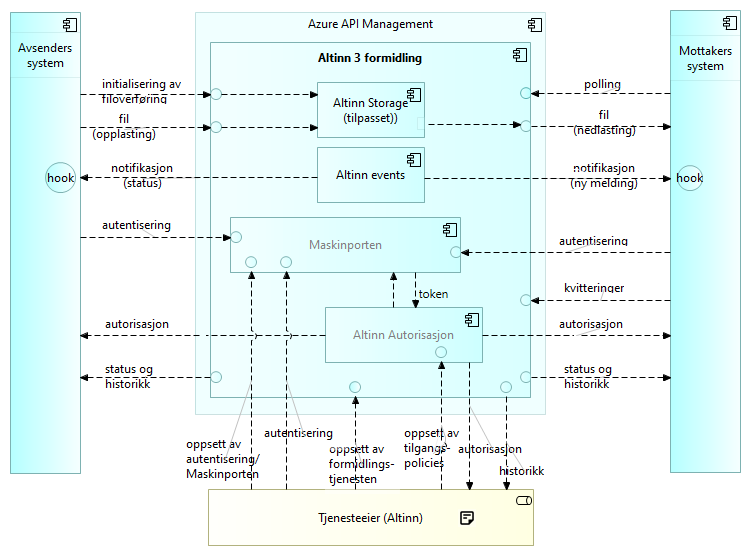 Azure API Management
Avsenders
system
Altinn 3 formidling
Mottakers
system
initialisering av
filoverføring
Altinn Storage
(tilpasset))
polling
fil
(opplasting)
fil
(nedlasting)
hook
notifikasjon
(status)
Altinn events
notifikasjon
(ny melding)
hook
autentisering
Maskinporten
autentisering
token
kvitteringer
autorisasjon
Altinn Autorisasjon
autorisasjon
status og
historikk
status og
historikk
oppsett av
autentisering/
Maskinporten
autentisering
oppsett av
formidlings-
tjenesten
oppsett av
tilgangs-
policies
autorisasjon
historikk
Tjenesteeier (Altinn)